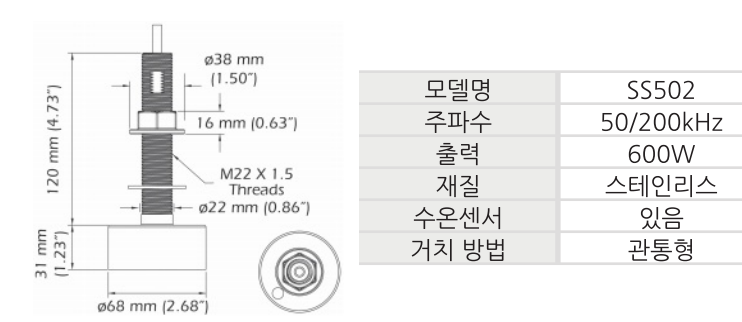 ø38 mm
(1.50″)
16 mm (0.63″)
120 mm (4.73″)
M22 X 1.5
Threads
ø22 mm (0.86″)
31 mm
(1.23″)
ø68 mm (2.68″)
모델명 SS502
주파수 50/200kHz
출력 600W
재질 스테인리스
수온센서 있음
거치 방법 관통형